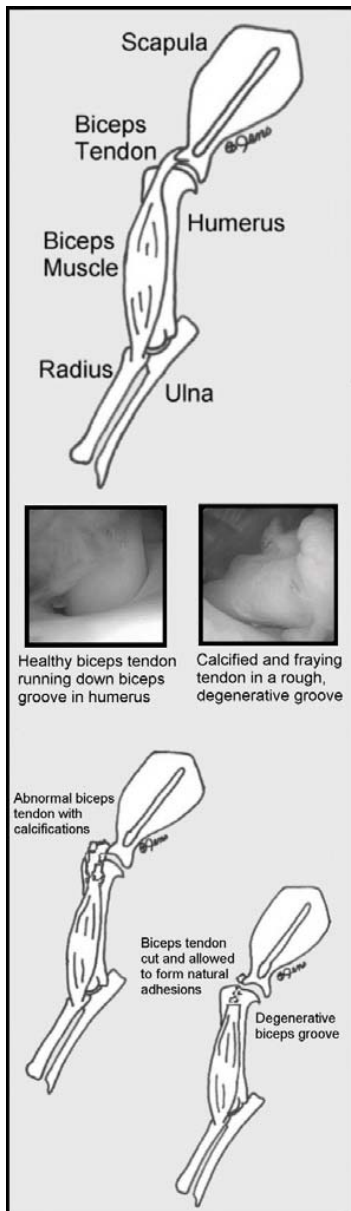 Scapula
Biceps
Tendon
Humerus
Biceps
Muscle
Radius
Ulna
Healthy biceps tendon
running down biceps
groove in humerus
Calcified and fraying
tendon in a rough,
degenerative groove
Abnormal biceps
tendon with
calcifications
Biceps tendon
cut and allowed
to form natural
adhesions
Degenerative
biceps groove